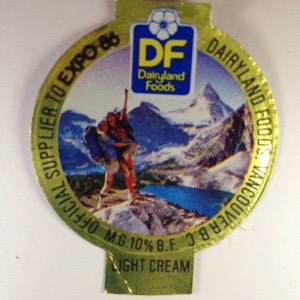 DF
Dairyland
Foods
OFFICIAL SUPPLIER TO EXPO 86
DAIRYLAND FOODS VANCOUVER B.C.
M.G. 10% B.F.
LIGHT CREAM